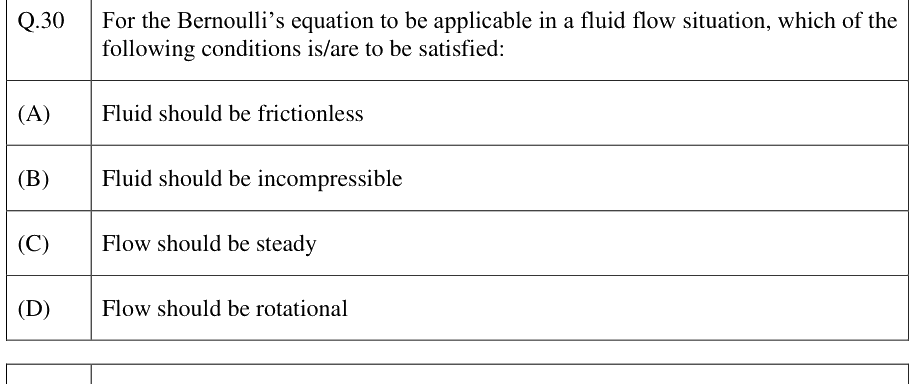 Q.30 For the Bernoulli’s equation to be applicable in a fluid flow situation, which of the
following conditions is/are to be satisfied:
(A) Fluid should be frictionless
(B) Fluid should be incompressible
(C) Flow should be steady
(D) Flow should be rotational